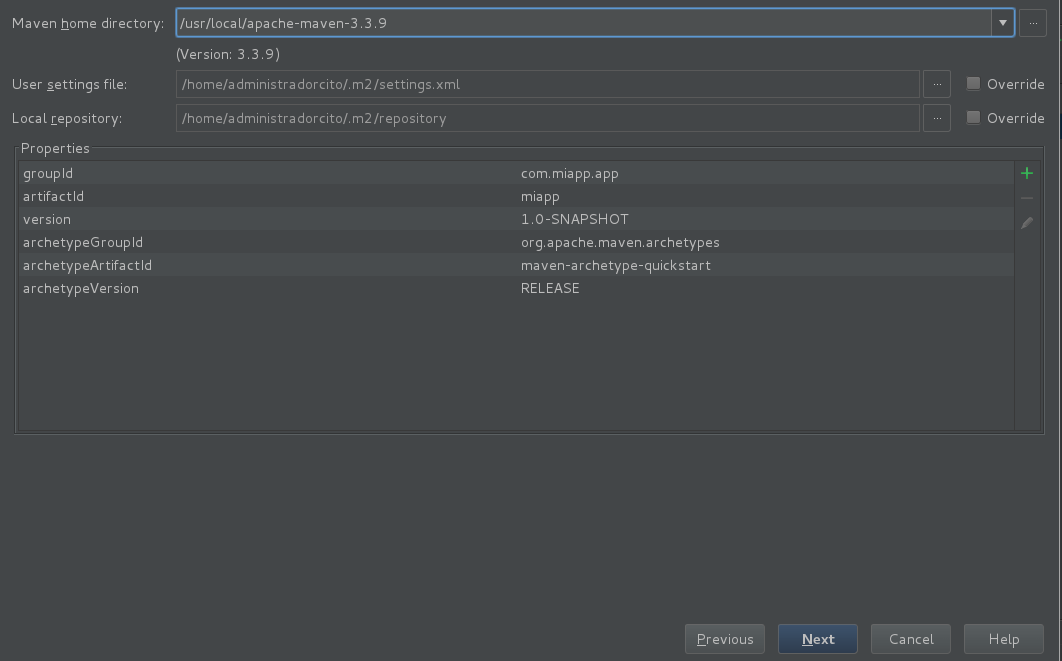 Maven home directory: /usr/local/apache-maven-3.3.9 ...
(Version: 3.3.9)
User settings file: /home/administradorcito/.m2/settings.xml ... Override
Local repository: /home/administradorcito/.m2/repository ... Override
Properties
groupId com.miapp.app
artifactId miapp
version 1.0-SNAPSHOT
archetypeGroupId org.apache.maven.archetypes
archetypeArtifactId maven-archetype-quickstart
archetypeVersion RELEASE
Previous Next Cancel Help